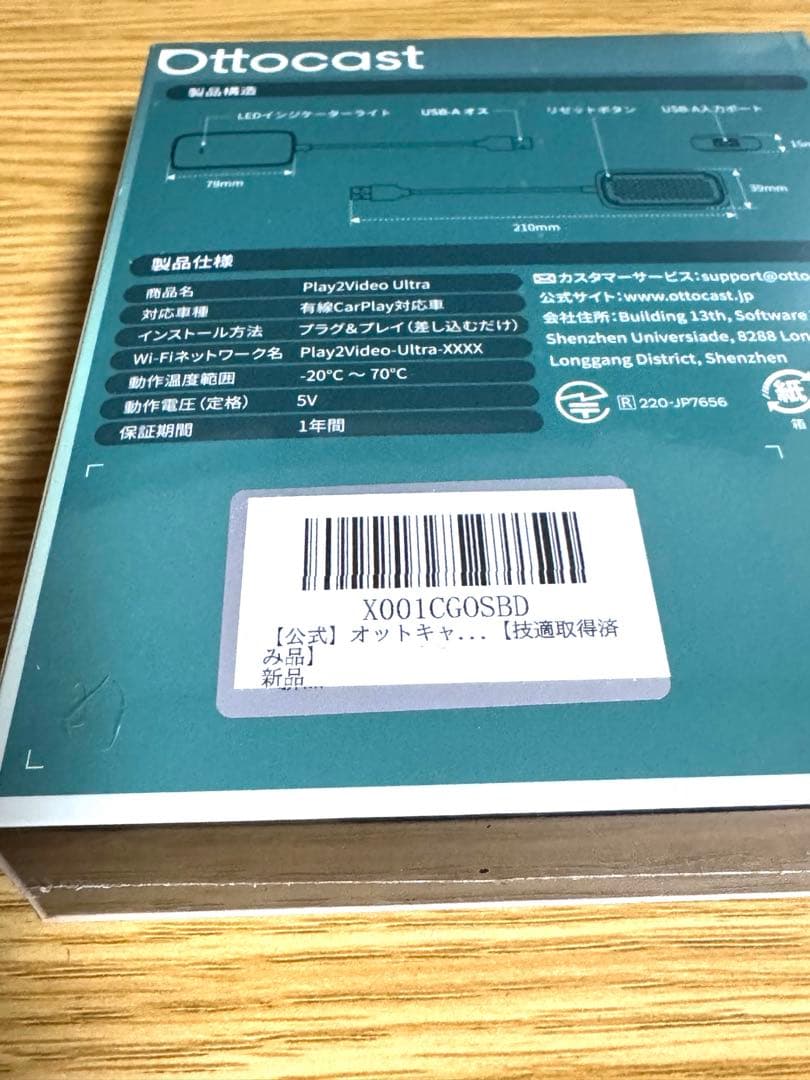 Ottocast
製品構造
LEDインジケーターライト
USB-A オス
リセットボタン
USB-A入力ポート
79mm
39mm
210mm
製品仕様
商品名 Play2Video Ultra
対応車種 有線CarPlay対応車
インストール方法 プラグ&プレイ(差し込むだけ)
Wi-Fiネットワーク名 Play2Video-Ultra-XXXX
動作温度範囲 -20℃ ～ 70℃
動作電圧(定格) 5V
保証期間 1年間
カスタマーサービス:support@otto
公式サイト:www.ottocast.jp
会社住所:Building 13th, Software
Shenzhen Universiade, 8288 Lon
Longgang District, Shenzhen
R 220-JP7656
紙
箱
X001CGOSBD
【公式】オットキャ...【技適取得済
み品】
新品